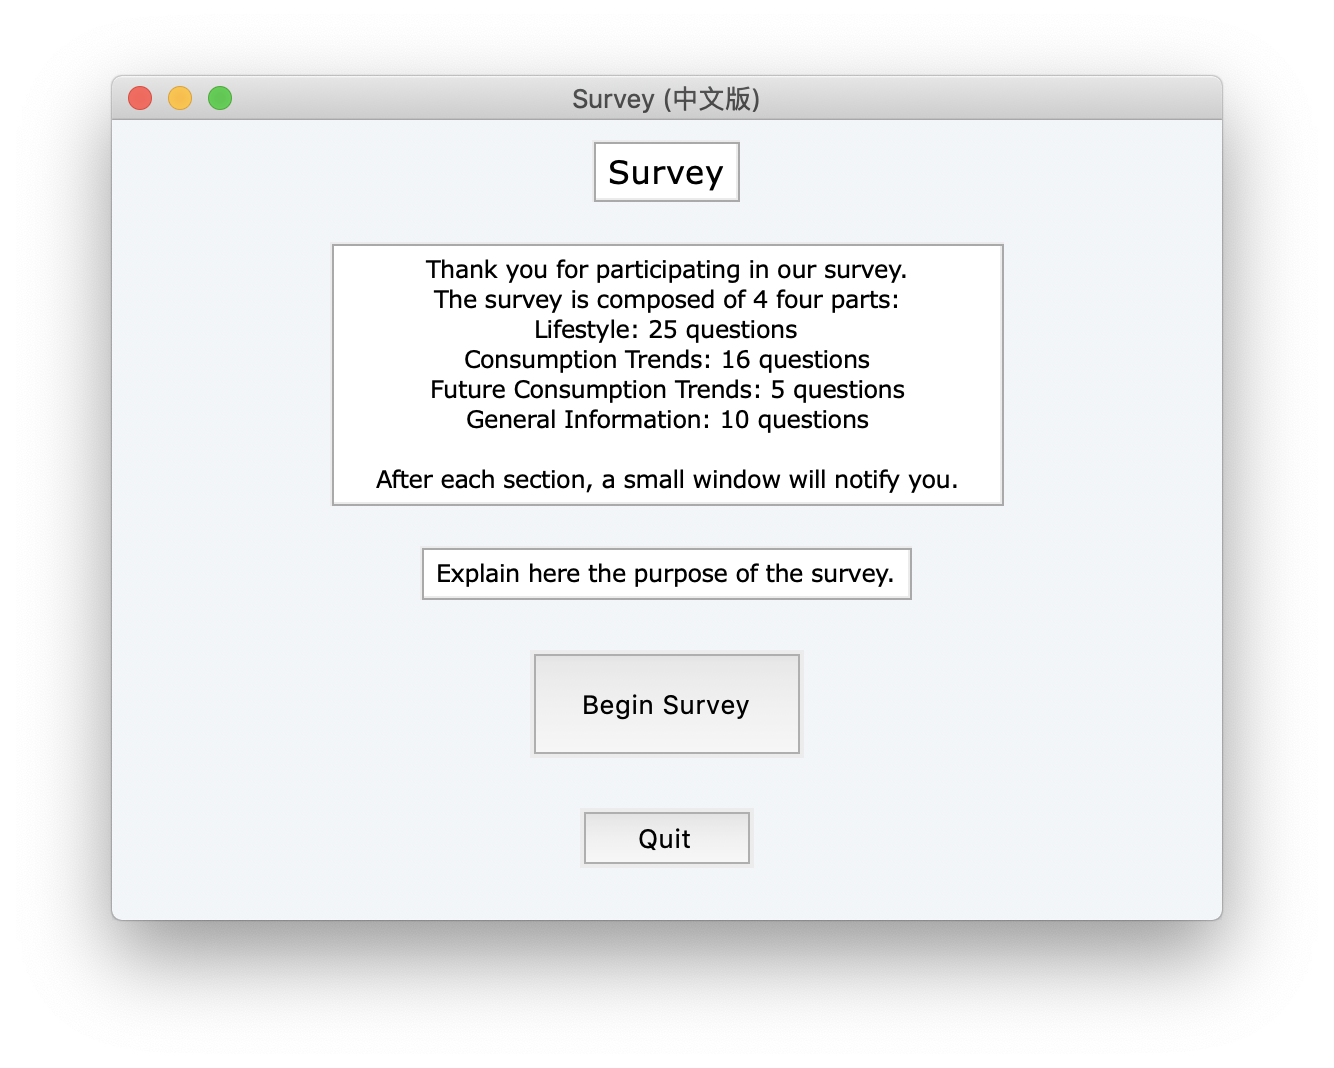 Survey (中文版)
Survey
Thank you for participating in our survey.
The survey is composed of 4 four parts:
Lifestyle: 25 questions
Consumption Trends: 16 questions
Future Consumption Trends: 5 questions
General Information: 10 questions
After each section, a small window will notify you.
Explain here the purpose of the survey.
Begin Survey
Quit